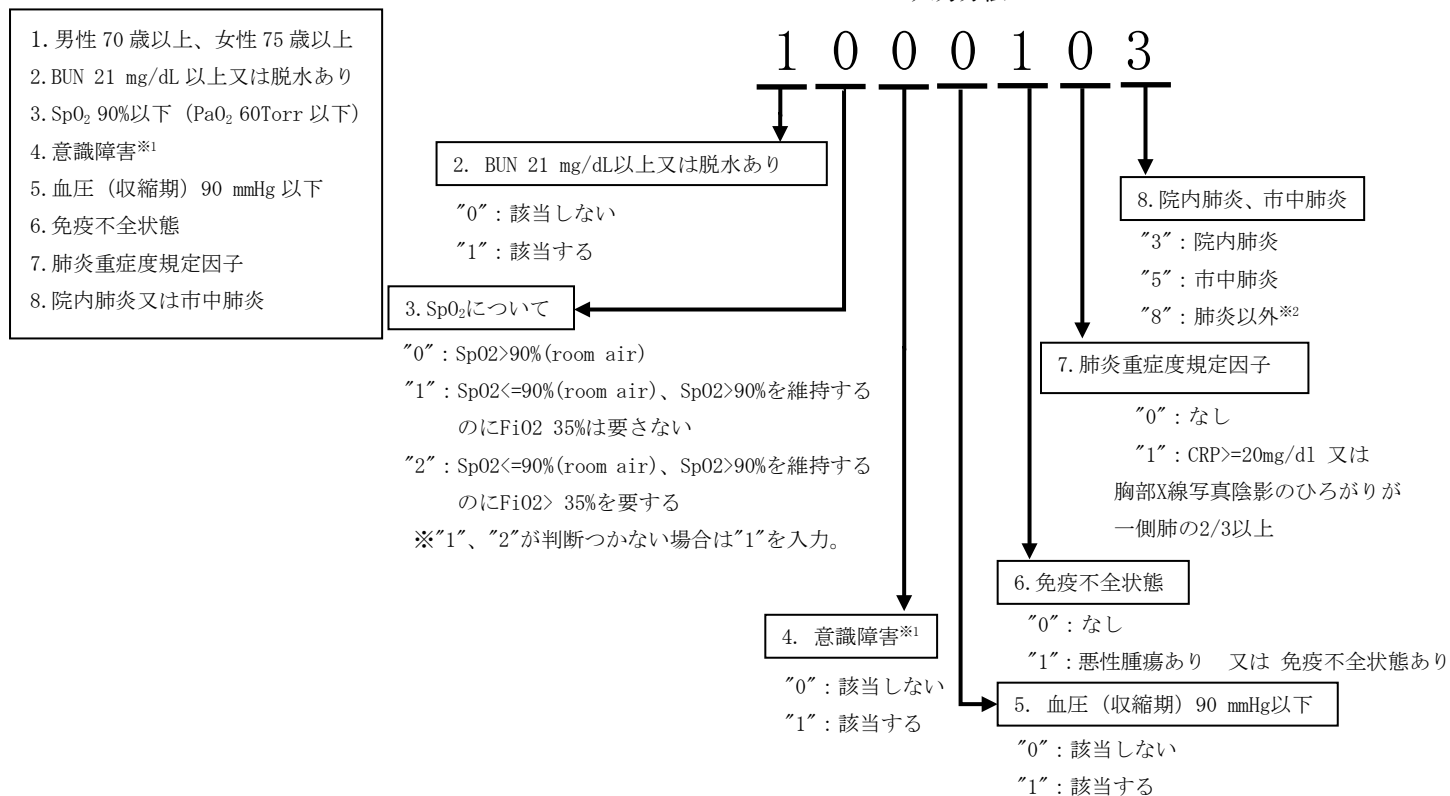 1.男性 70 歳以上、女性 75 歳以上
2.BUN 21 mg/dL 以上又は脱水あり
3.SpO₂ 90%以下（PaO₂ 60Torr 以下）
4.意識障害※1
5.血圧（収縮期）90 mmHg 以下
6.免疫不全状態
7.肺炎重症度規定因子
8.院内肺炎又は市中肺炎
1 0 0 0 1 0 3
2. BUN 21 mg/dL以上又は脱水あり
"0"：該当しない
"1"：該当する
3.SpO₂について
"0"：SpO2>90%(room air)
"1"：SpO2<=90%(room air)、SpO2>90%を維持する
のにFiO2 35%は要さない
"2"：SpO2<=90%(room air)、SpO2>90%を維持する
のにFiO2> 35%を要する
※"1"、"2"が判断つかない場合は"1"を入力。
4. 意識障害※1
"0"：該当しない
"1"：該当する
5. 血圧（収縮期）90 mmHg以下
"0"：該当しない
"1"：該当する
6.免疫不全状態
"0"：なし
"1"：悪性腫瘍あり　又は 免疫不全状態あり
7.肺炎重症度規定因子
"0"：なし
"1"：CRP>=20mg/dl 又は
胸部X線写真陰影のひろがりが
一側肺の2/3以上
8.院内肺炎、市中肺炎
"3"：院内肺炎
"5"：市中肺炎
"8"：肺炎以外※2